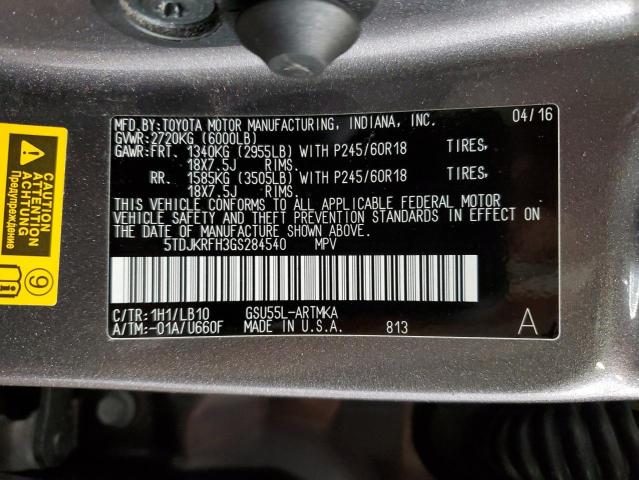 MFD.BY:TOYOTA MOTOR MANUFACTURING, INDIANA, INC. 04/16
GVWR:2720KG (6000LB)
GAWR:FRT. 1340KG (2955LB) WITH P245/60R18 TIRES,
18X7.5J RIMS,
RR. 1585KG (3505LB) WITH P245/60R18 TIRES,
18X7.5J RIMS,
THIS VEHICLE CONFORMS TO ALL APPLICABLE FEDERAL MOTOR
VEHICLE SAFETY AND THEFT PREVENTION STANDARDS IN EFFECT ON
THE DATE OF MANUFACTURE SHOWN ABOVE.
5TDJKRFH3GS284540 MPV
C/TR:1H1/LB10 GSU55L-ARTMKA
A/TM:-01A/U660F MADE IN U.S.A. 813 A
CAUTION
ATTENTION
ACHTUNG
Предупреждение
9